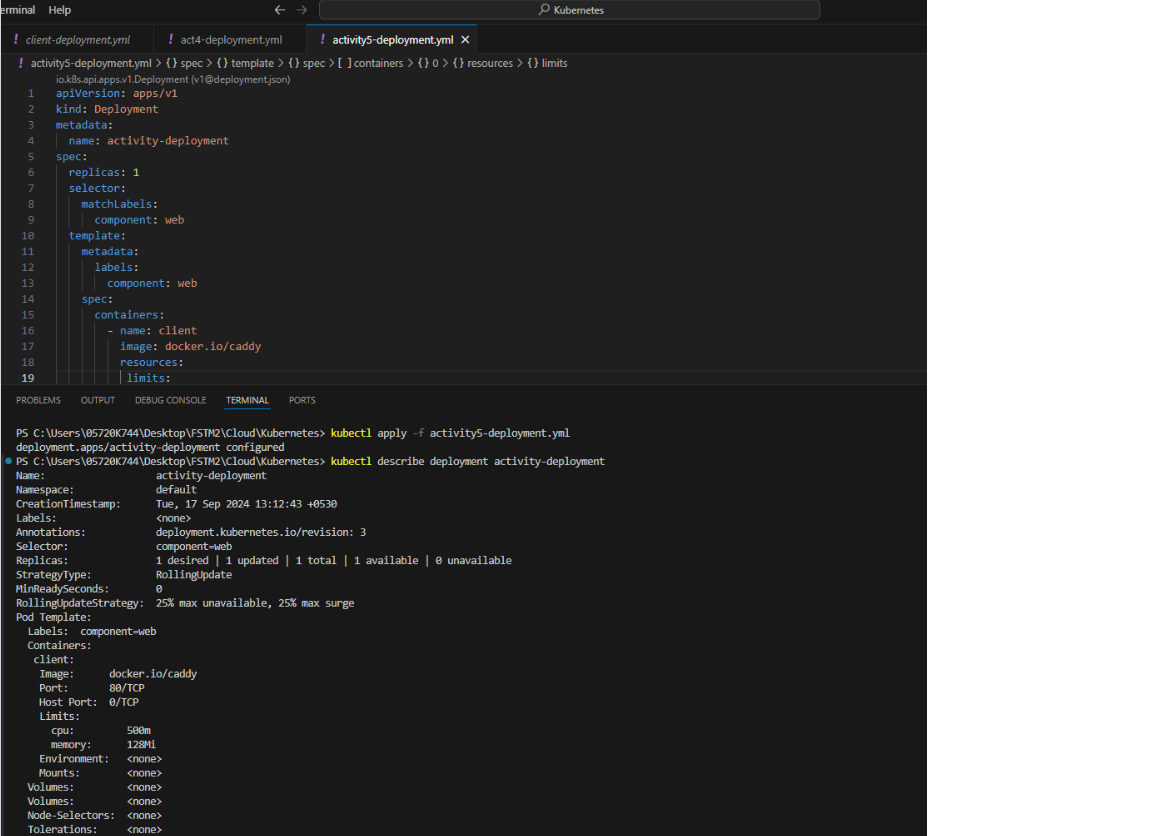 erminal Help
← → Kubernetes
! client-deployment.yml ! act4-deployment.yml ! activity5-deployment.yml ×
! activity5-deployment.yml > {} spec > {} template > {} spec > [ ] containers > {} 0 > {} resources > {} limits
io.k8s.api.apps.v1.Deployment (v1@deployment.json)
1 apiVersion: apps/v1
2 kind: Deployment
3 metadata:
4 name: activity-deployment
5 spec:
6 replicas: 1
7 selector:
8 matchLabels:
9 component: web
10 template:
11 metadata:
12 labels:
13 component: web
14 spec:
15 containers:
16 - name: client
17 image: docker.io/caddy
18 resources:
19 limits:
PROBLEMS OUTPUT DEBUG CONSOLE TERMINAL PORTS
PS C:\Users\05720K744\Desktop\FSTM2\Cloud\Kubernetes> kubectl apply -f activity5-deployment.yml
deployment.apps/activity-deployment configured
PS C:\Users\05720K744\Desktop\FSTM2\Cloud\Kubernetes> kubectl describe deployment activity-deployment
Name: activity-deployment
Namespace: default
CreationTimestamp: Tue, 17 Sep 2024 13:12:43 +0530
Labels: <none>
Annotations: deployment.kubernetes.io/revision: 3
Selector: component=web
Replicas: 1 desired | 1 updated | 1 total | 1 available | 0 unavailable
StrategyType: RollingUpdate
MinReadySeconds: 0
RollingUpdateStrategy: 25% max unavailable, 25% max surge
Pod Template:
Labels: component=web
Containers:
client:
Image: docker.io/caddy
Port: 80/TCP
Host Port: 0/TCP
Limits:
cpu: 500m
memory: 128Mi
Environment: <none>
Mounts: <none>
Volumes: <none>
Volumes: <none>
Node-Selectors: <none>
Tolerations: <none>